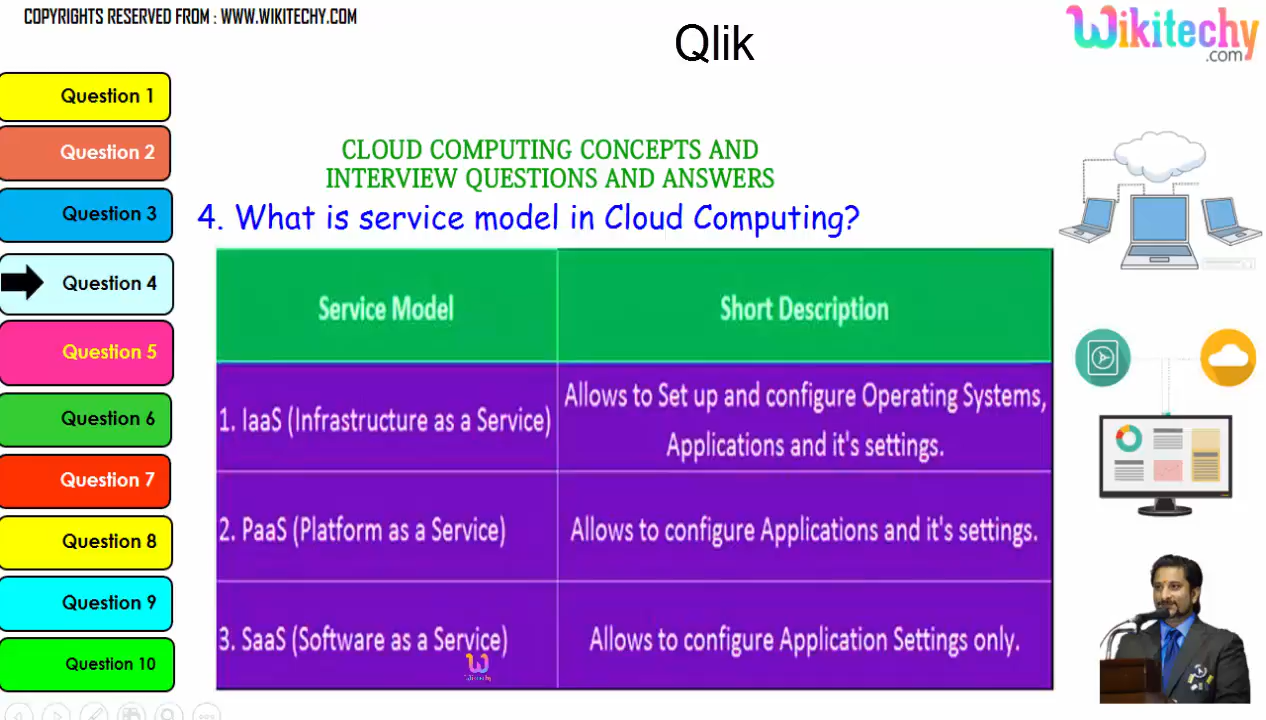 COPYRIGHTS RESERVED FROM : WWW.WIKITECHY.COM
Qlik
Wikitechy
.com
Question 1
Question 2
Question 3
Question 4
Question 5
Question 6
Question 7
Question 8
Question 9
Question 10
CLOUD COMPUTING CONCEPTS AND
INTERVIEW QUESTIONS AND ANSWERS
4. What is service model in Cloud Computing?
Service Model
Short Description
1. IaaS (Infrastructure as a Service)
Allows to Set up and configure Operating Systems,
Applications and it's settings.
2. PaaS (Platform as a Service)
Allows to configure Applications and it's settings.
3. SaaS (Software as a Service)
Allows to configure Application Settings only.
W
Wikitechy